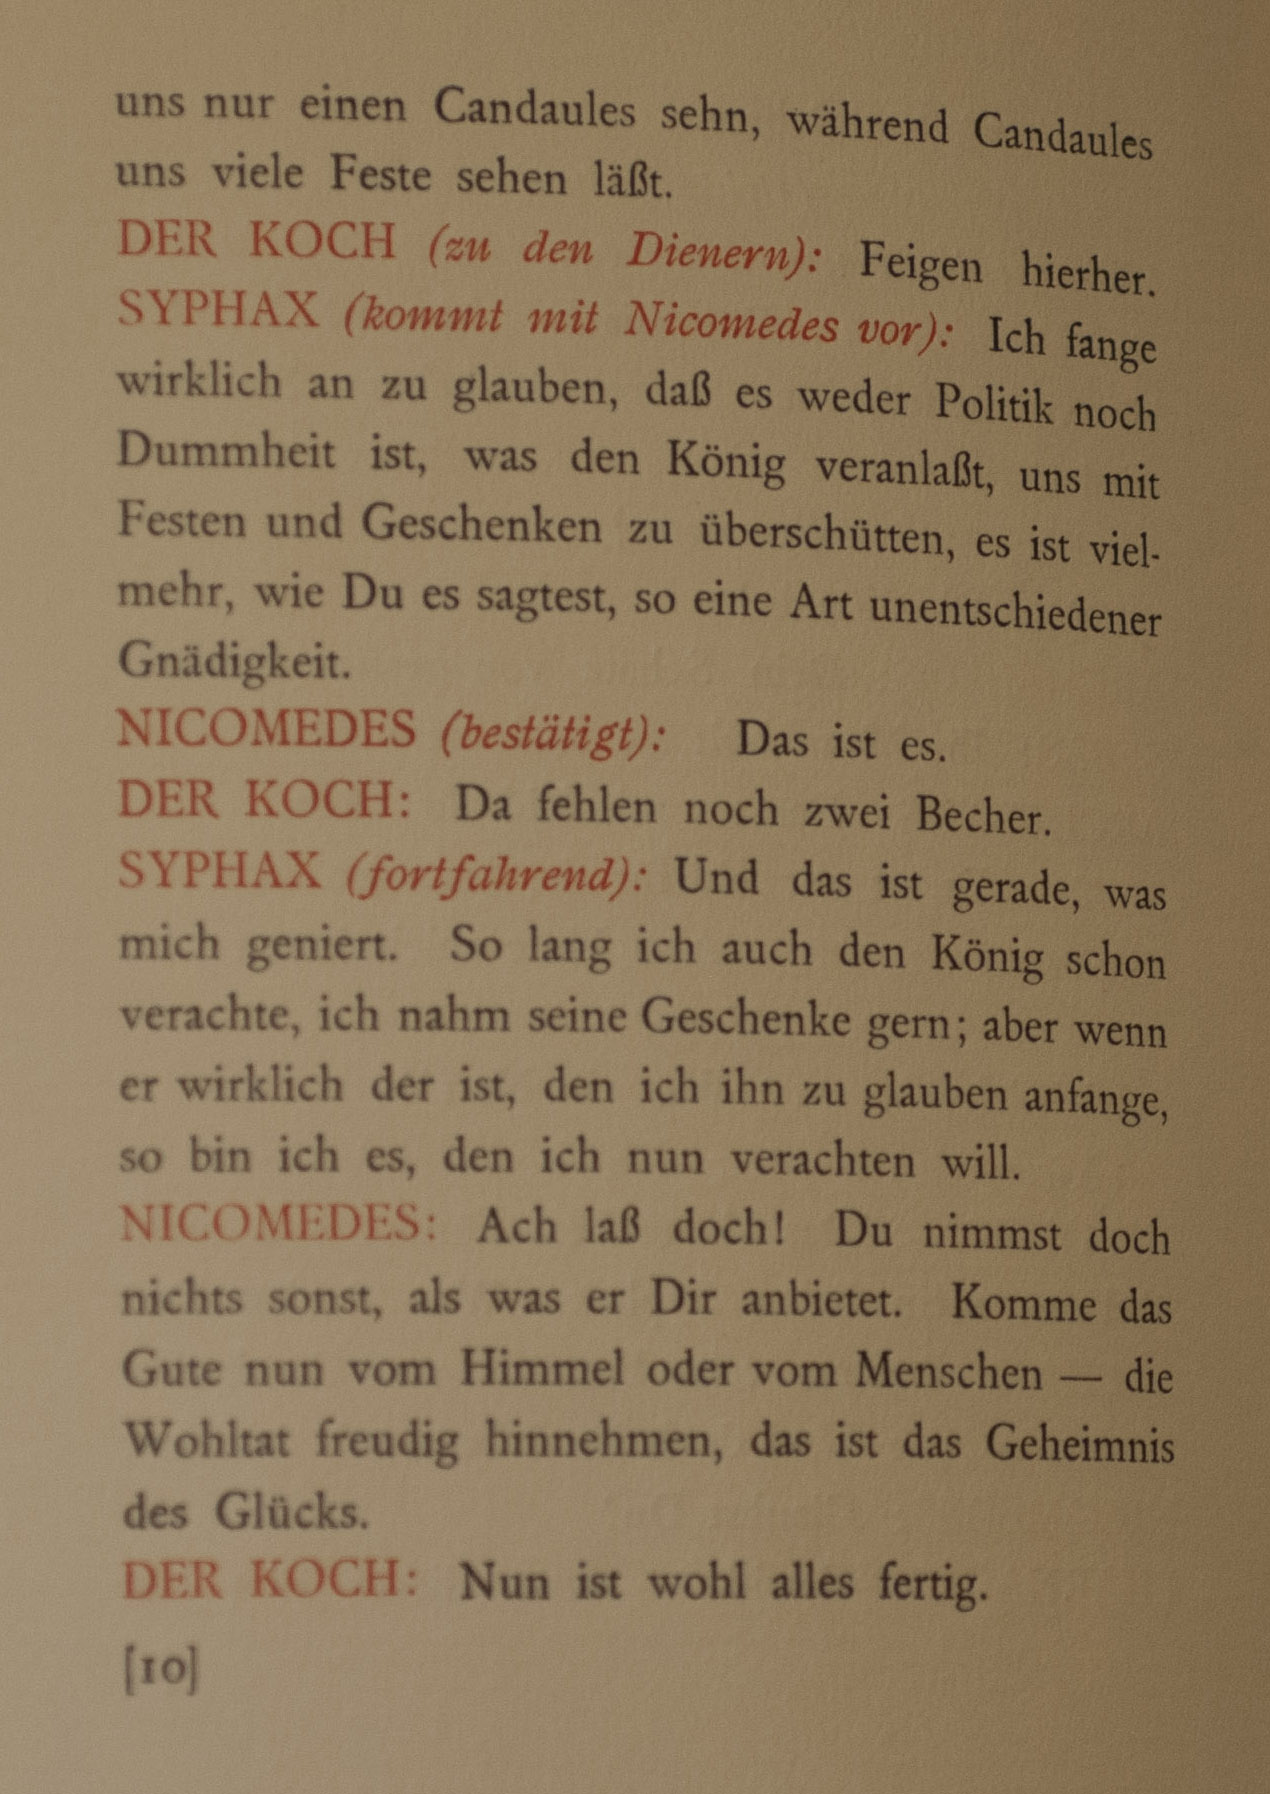 uns nur einen Candaules sehn, während Candaules
uns viele Feste sehen läßt.
DER KOCH (zu den Dienern): Feigen hierher.
SYPHAX (kommt mit Nicomedes vor): Ich fange
wirklich an zu glauben, daß es weder Politik noch
Dummheit ist, was den König veranlaßt, uns mit
Festen und Geschenken zu überschütten, es ist viel-
mehr, wie Du es sagtest, so eine Art unentschiedener
Gnädigkeit.
NICOMEDES (bestätigt): Das ist es.
DER KOCH: Da fehlen noch zwei Becher.
SYPHAX (fortfahrend): Und das ist gerade, was
mich geniert. So lang ich auch den König schon
verachte, ich nahm seine Geschenke gern; aber wenn
er wirklich der ist, den ich ihn zu glauben anfange,
so bin ich es, den ich nun verachten will.
NICOMEDES: Ach laß doch! Du nimmst doch
nichts sonst, als was er Dir anbietet. Komme das
Gute nun vom Himmel oder vom Menschen — die
Wohltat freudig hinnehmen, das ist das Geheimnis
des Glücks.
DER KOCH: Nun ist wohl alles fertig.
[10]